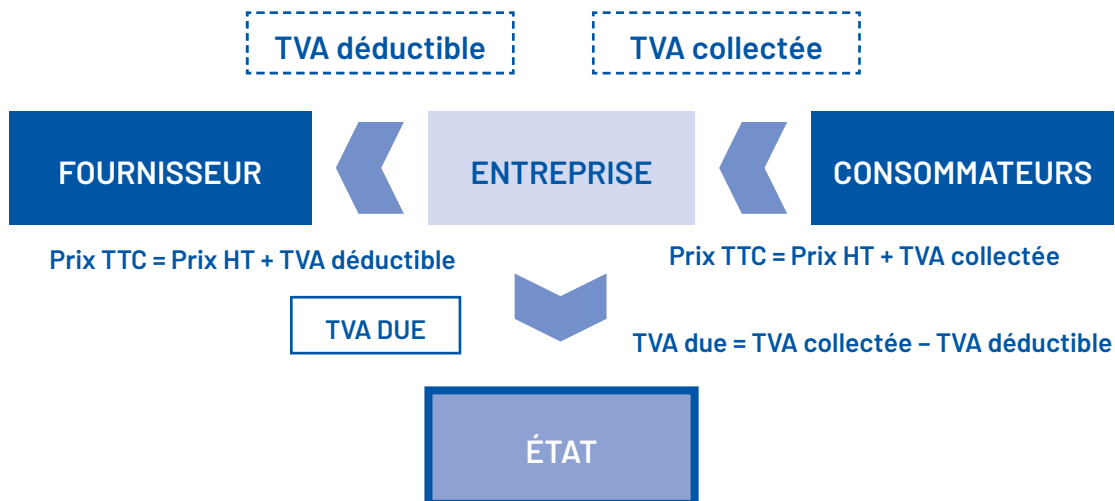 TVA déductible
TVA collectée
FOURNISSEUR
ENTREPRISE
CONSOMMATEURS
Prix TTC = Prix HT + TVA déductible
Prix TTC = Prix HT + TVA collectée
TVA DUE
TVA due = TVA collectée – TVA déductible
ÉTAT